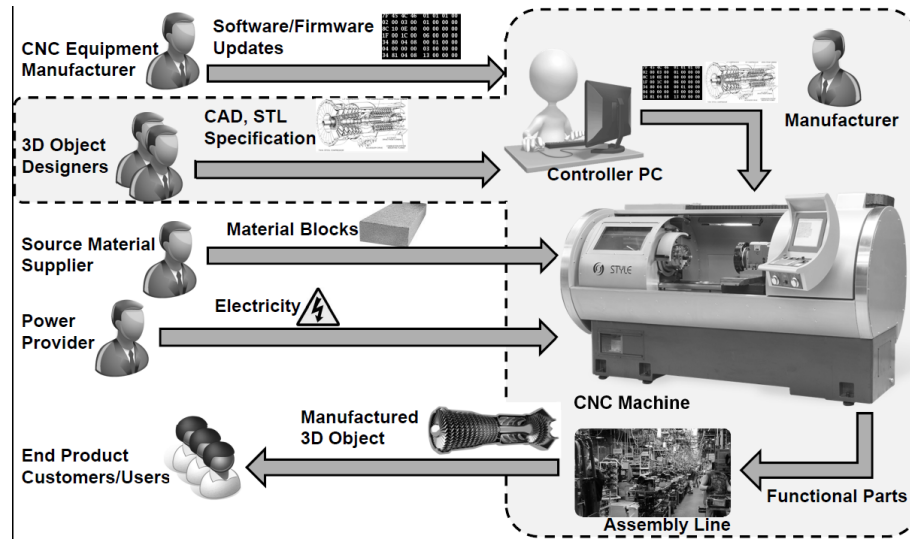 CNC Equipment
Manufacturer
Software/Firmware
Updates
Manufacturer
3D Object
Designers
CAD, STL
Specification
Controller PC
Source Material
Supplier
Material Blocks
STYLE
Power
Provider
Electricity
CNC Machine
Manufactured
3D Object
End Product
Customers/Users
Functional Parts
Assembly Line